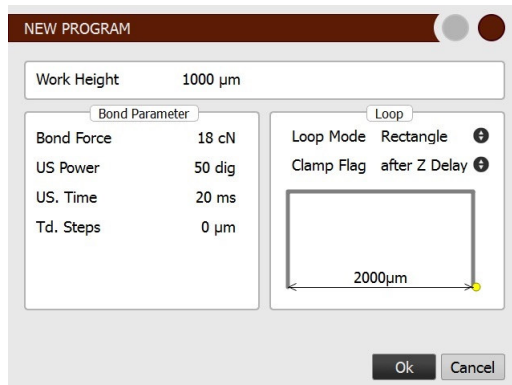 NEW PROGRAM
Work Height 1000 µm
Bond Parameter
Bond Force 18 cN
US Power 50 dig
US. Time 20 ms
Td. Steps 0 µm
Loop
Loop Mode Rectangle
Clamp Flag after Z Delay
2000µm
Ok Cancel